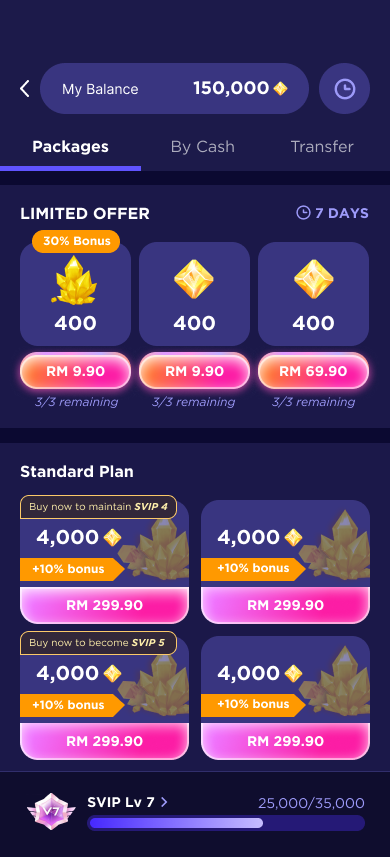 My Balance 150,000
Packages By Cash Transfer
LIMITED OFFER 7 DAYS
30% Bonus
400 400 400
RM 9.90 RM 9.90 RM 69.90
3/3 remaining 3/3 remaining 3/3 remaining
Standard Plan
Buy now to maintain SVIP 4
4,000 4,000
+10% bonus +10% bonus
RM 299.90 RM 299.90
Buy now to become SVIP 5
4,000 4,000
+10% bonus +10% bonus
RM 299.90 RM 299.90
V7 SVIP Lv 7 25,000/35,000